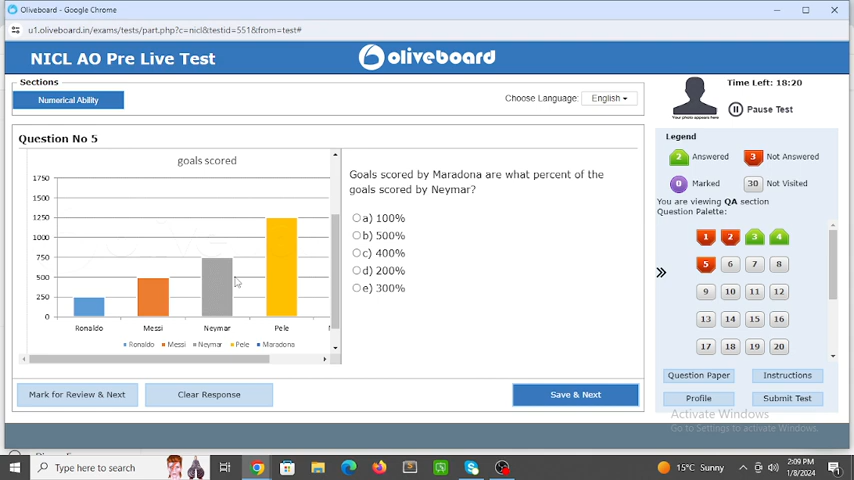 Oliveboard - Google Chrome
u1.oliveboard.in/exams/tests/part.php?c=nicl&testid=551&from=test#
NICL AO Pre Live Test
oliveboard
Sections
Numerical Ability
Choose Language:
English
Your photo appears here
Time Left: 18:20
Pause Test
Question No 5
goals scored
1750
1500
1250
1000
750
500
250
0
Ronaldo
Messi
Neymar
Pele
Ronaldo
Messi
Neymar
Pele
Maradona
Goals scored by Maradona are what percent of the
goals scored by Neymar?
a) 100%
b) 500%
c) 400%
d) 200%
e) 300%
Mark for Review & Next
Clear Response
Save & Next
Legend
2 Answered
3 Not Answered
0 Marked
30 Not Visited
You are viewing QA section
Question Palette:
1 2 3 4
5 6 7 8
9 10 11 12
13 14 15 16
17 18 19 20
Question Paper
Instructions
Profile
Submit Test
Activate Windows
Go to Settings to activate Windows.
Type here to search
15°C Sunny
2:09 PM
1/8/2024